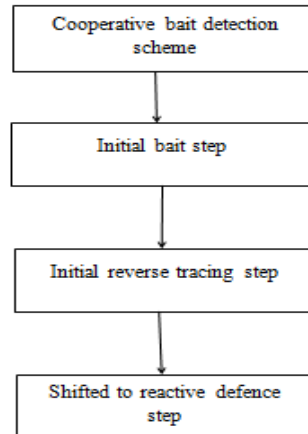 Cooperative bait detection
scheme
Initial bait step
Initial reverse tracing step
Shifted to reactive defence
step